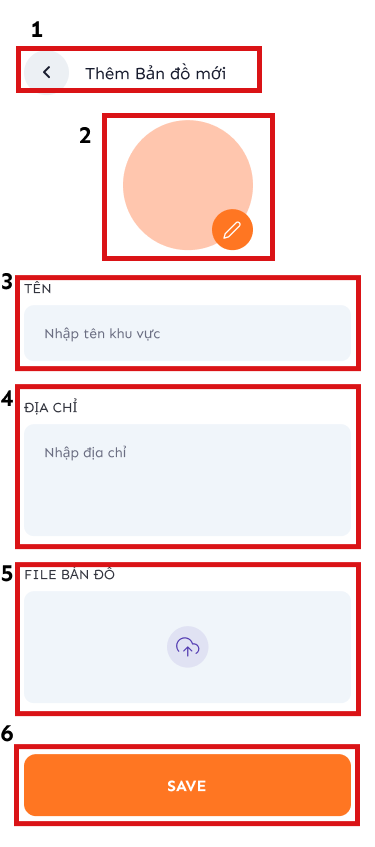 1
Thêm Bản đồ mới
2
3
TÊN
Nhập tên khu vực
4
ĐỊA CHỈ
Nhập địa chỉ
5
FILE BẢN ĐỒ
6
SAVE